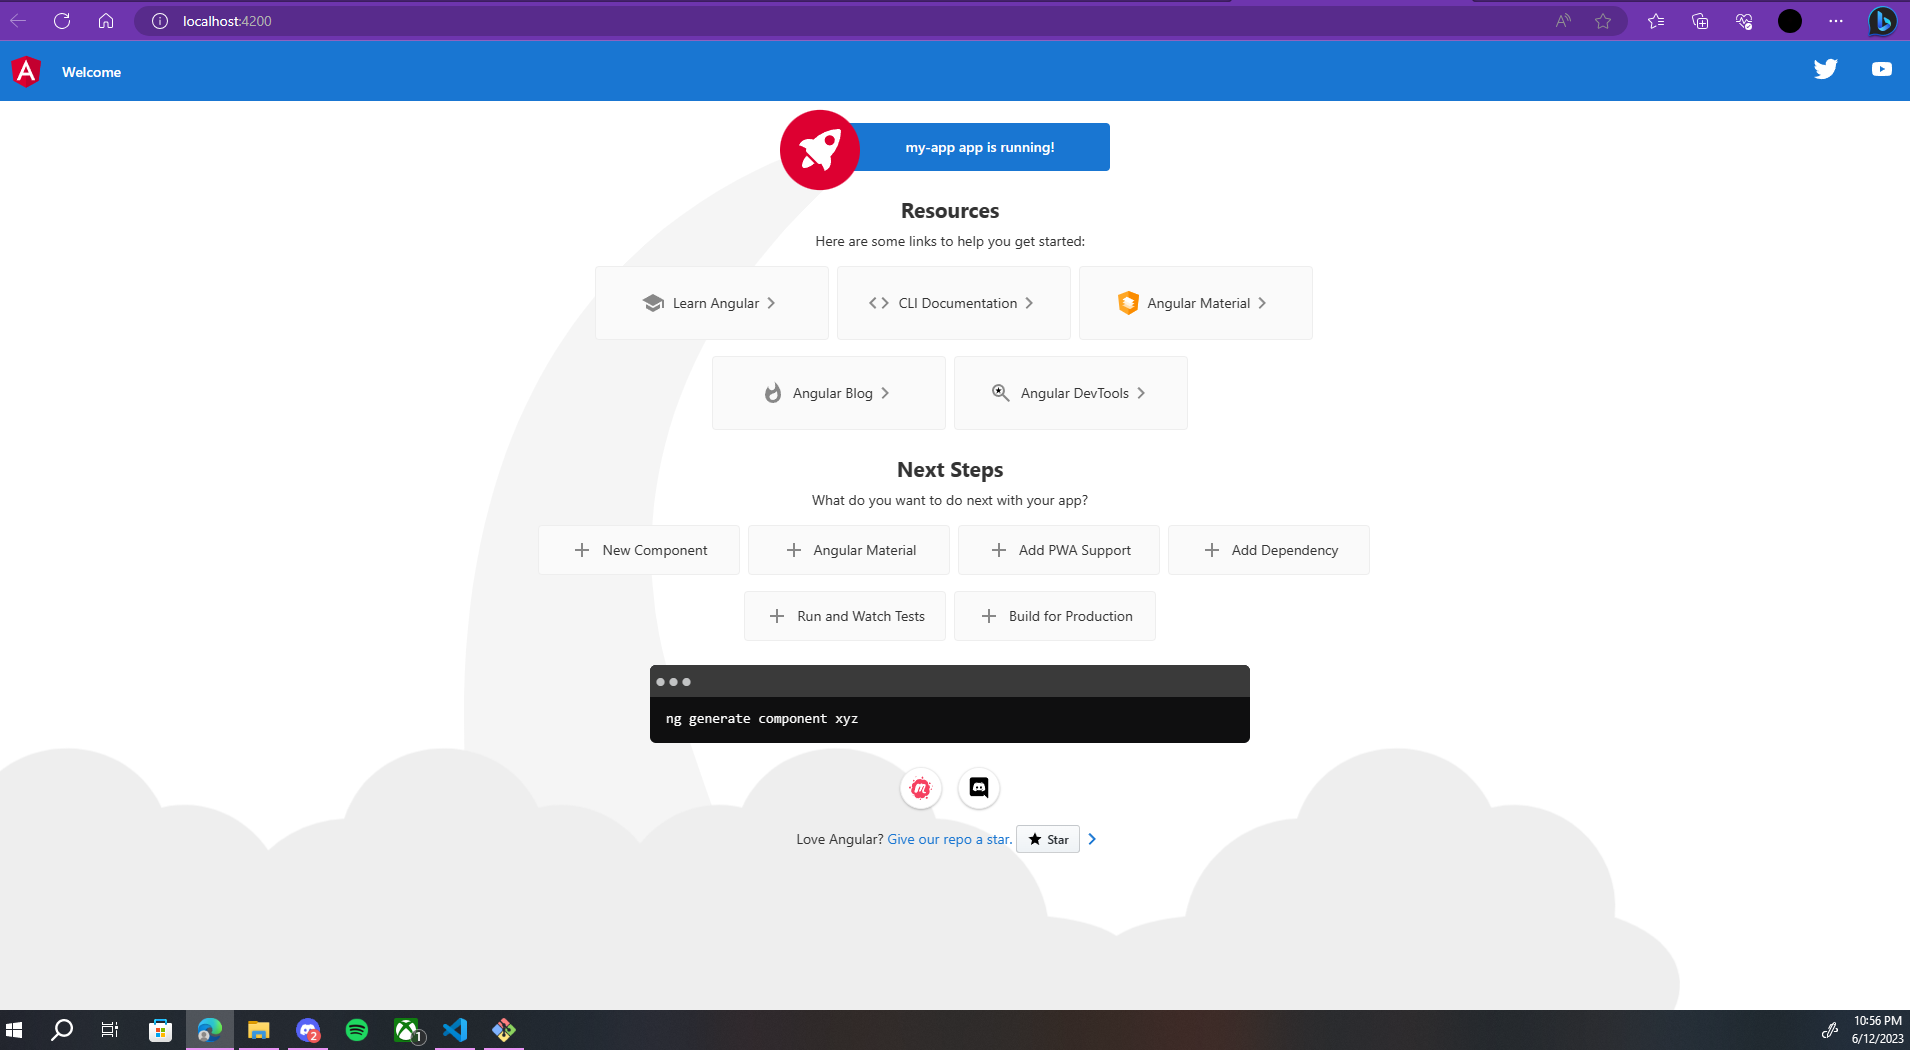 localhost:4200
Welcome
my-app app is running!
Resources
Here are some links to help you get started:
Learn Angular
CLI Documentation
Angular Material
Angular Blog
Angular DevTools
Next Steps
What do you want to do next with your app?
New Component
Angular Material
Add PWA Support
Add Dependency
Run and Watch Tests
Build for Production
ng generate component xyz
Love Angular? Give our repo a star. Star
2
1
10:56 PM
6/12/2023